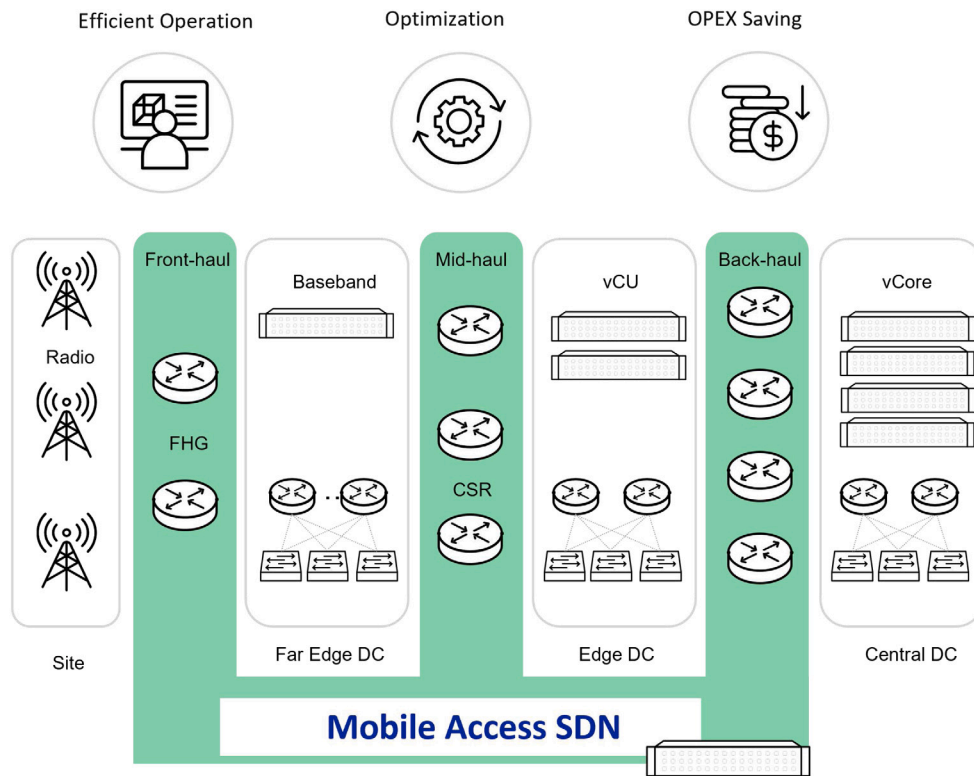 Efficient Operation
Optimization
OPEX Saving
Front-haul
Mid-haul
Back-haul
Baseband
vCU
vCore
Radio
FHG
CSR
Site
Far Edge DC
Edge DC
Central DC
Mobile Access SDN